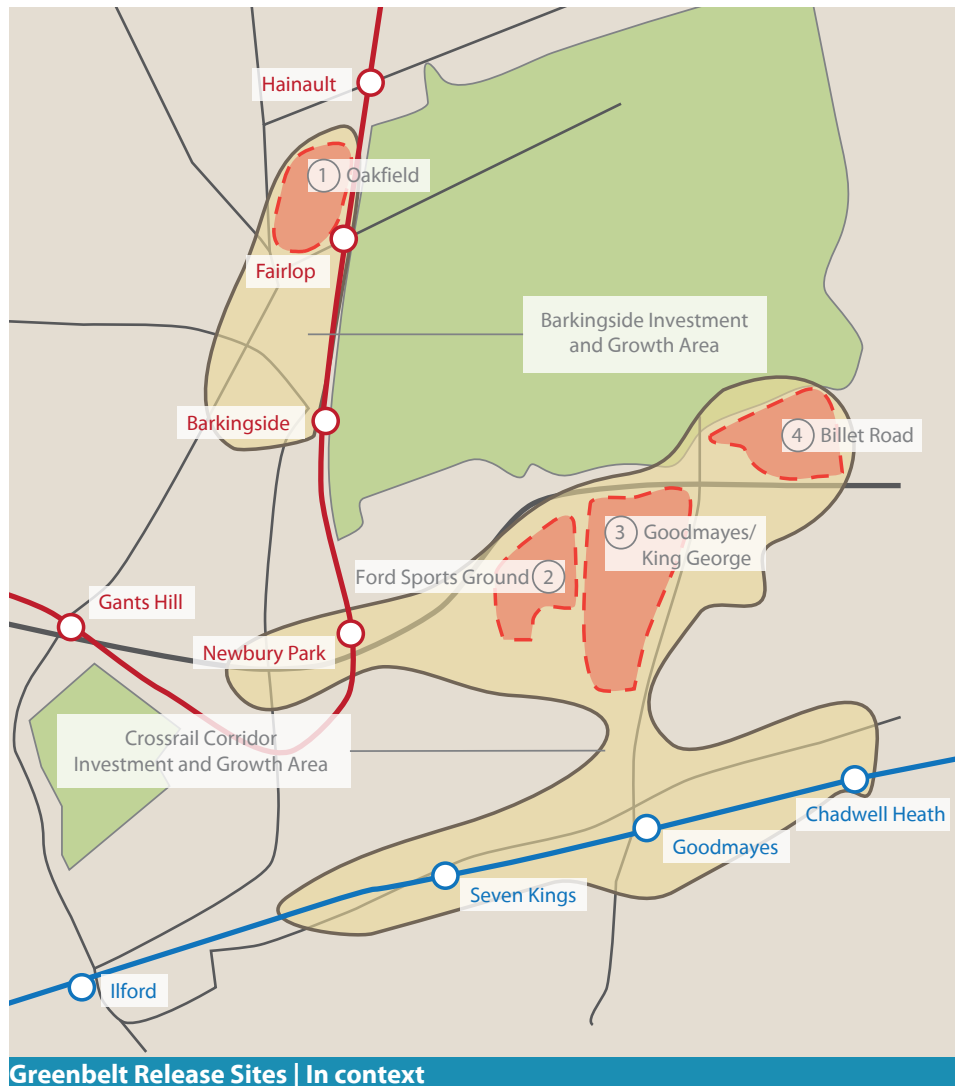 Hainault
1 Oakfield
Fairlop
Barkingside Investment
and Growth Area
Barkingside
4 Billet Road
3 Goodmayes/
King George
Ford Sports Ground 2
Gants Hill
Newbury Park
Crossrail Corridor
Investment and Growth Area
Chadwell Heath
Goodmayes
Seven Kings
Ilford
Greenbelt Release Sites | In context